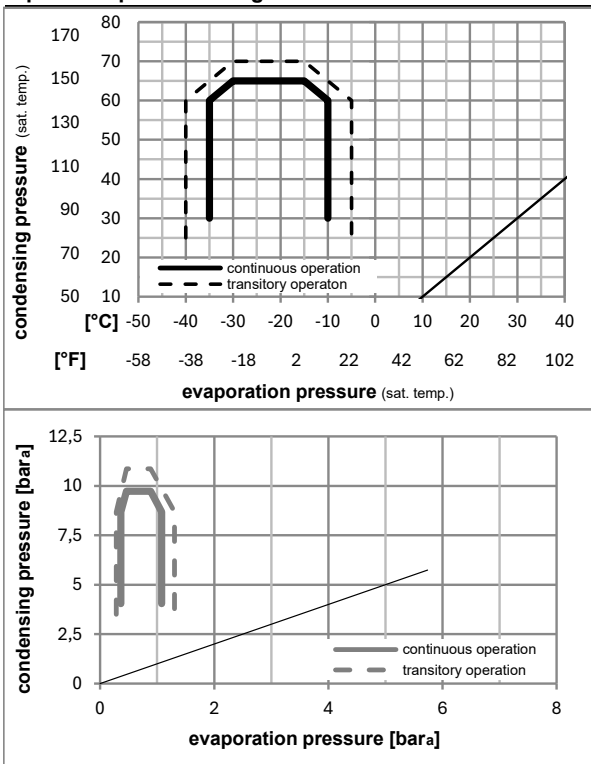 170 80
70
150 60
130 50
110 40
90 30
70 20
50 10
condensing pressure (sat. temp.)
continuous operation
transitory operaton
[°C] -50 -40 -30 -20 -10 0 10 20 30 40
[°F] -58 -38 -18 2 22 42 62 82 102
evaporation pressure (sat. temp.)
12,5
10
7,5
5
2,5
0
condensing pressure [bara]
continuous operation
transitory operation
0 2 4 6 8
evaporation pressure [bara]